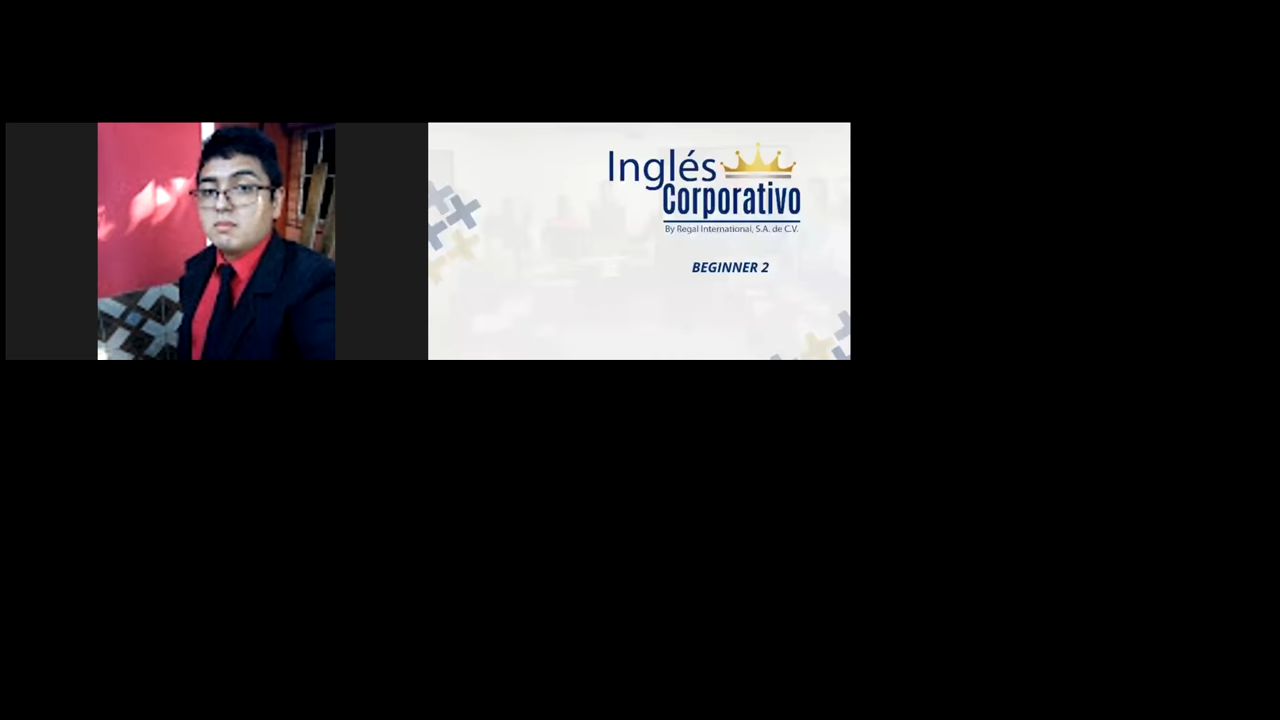 Inglés
Corporativo
By Regal International, S.A. de C.V.
BEGINNER 2